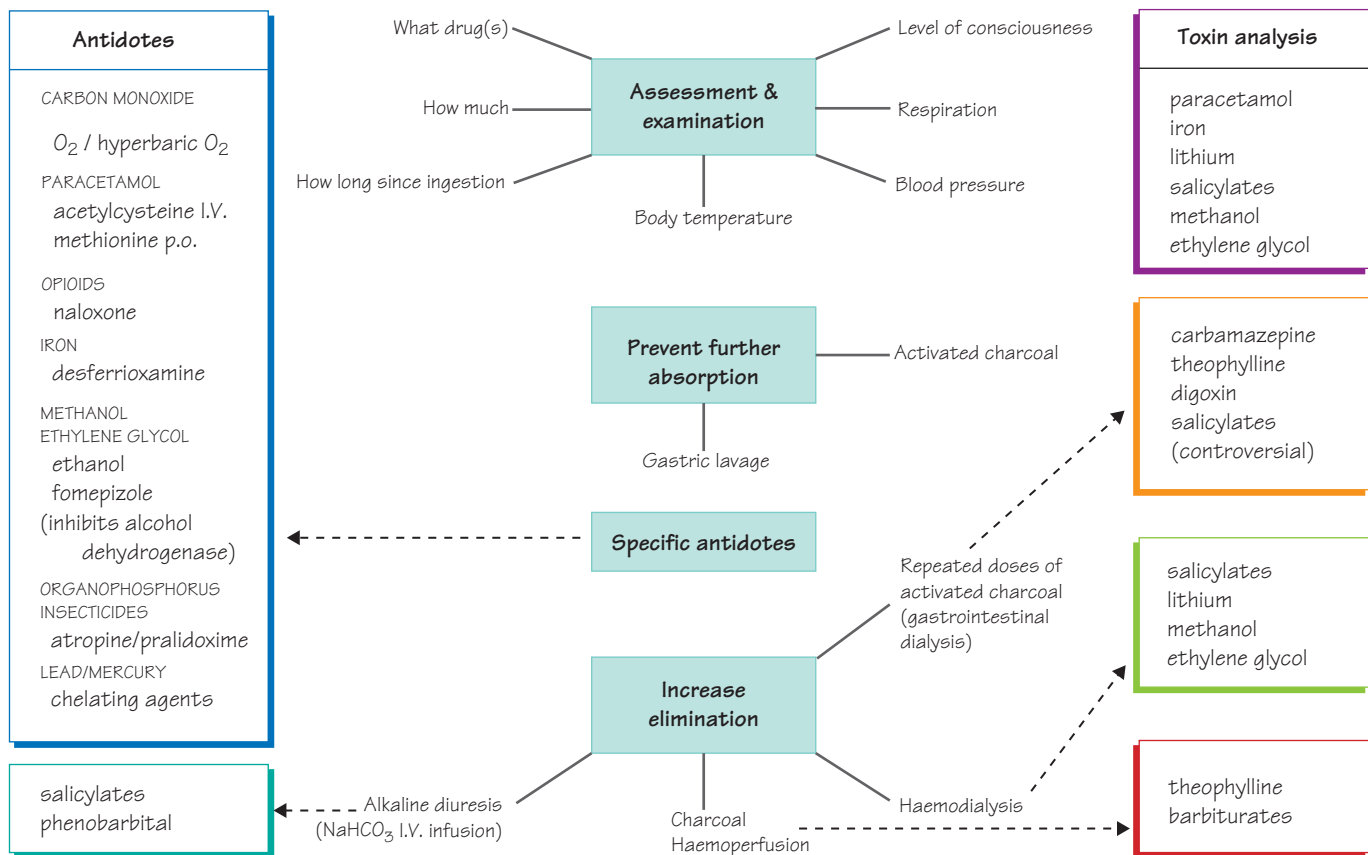 Antidotes
CARBON MONOXIDE
O2 / hyperbaric O2
PARACETAMOL
acetylcysteine I.V.
methionine p.o.
OPIOIDS
naloxone
IRON
desferrioxamine
METHANOL
ETHYLENE GLYCOL
ethanol
fomepizole
(inhibits alcohol
dehydrogenase)
ORGANOPHOSPHORUS
INSECTICIDES
atropine/pralidoxime
LEAD/MERCURY
chelating agents
salicylates
phenobarbital
What drug(s)
How much
How long since ingestion
Assessment &
examination
Level of consciousness
Respiration
Blood pressure
Body temperature
Prevent further
absorption
Activated charcoal
Gastric lavage
Specific antidotes
Increase
elimination
Repeated doses of
activated charcoal
(gastrointestinal
dialysis)
Alkaline diuresis
(NaHCO3 I.V. infusion)
Charcoal
Haemoperfusion
Haemodialysis
Toxin analysis
paracetamol
iron
lithium
salicylates
methanol
ethylene glycol
carbamazepine
theophylline
digoxin
salicylates
(controversial)
salicylates
lithium
methanol
ethylene glycol
theophylline
barbiturates